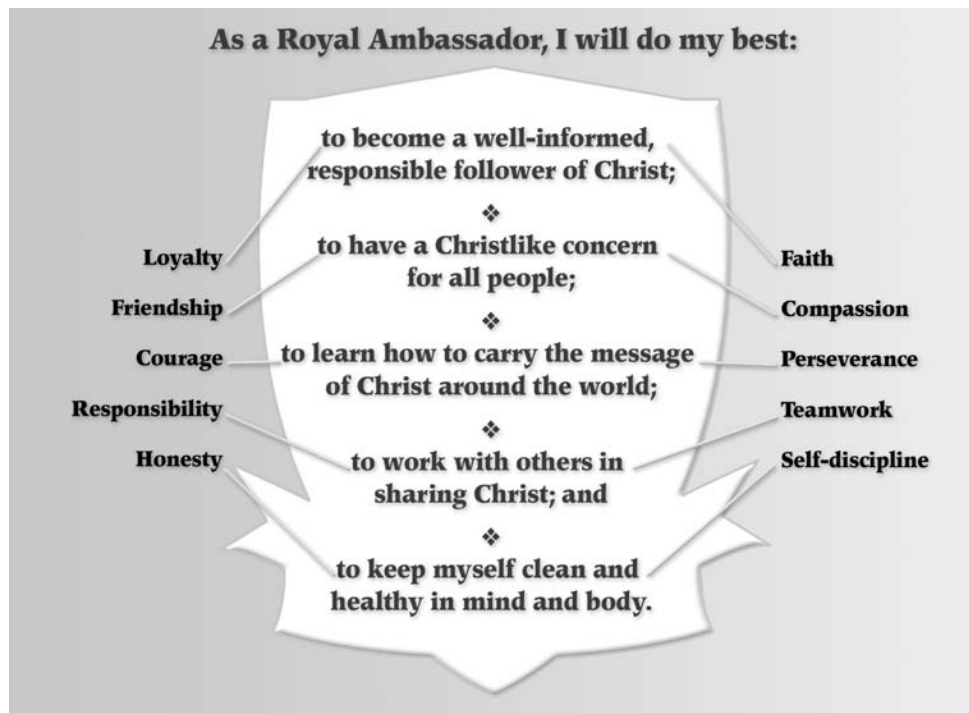 As a Royal Ambassador, I will do my best:
to become a well-informed,
responsible follower of Christ;
❖
Loyalty
to have a Christlike concern
for all people;
Faith
Friendship
Compassion
❖
Courage
to learn how to carry the message
of Christ around the world;
Perseverance
Responsibility
Teamwork
❖
Honesty
to work with others in
sharing Christ; and
Self-discipline
❖
to keep myself clean and
healthy in mind and body.